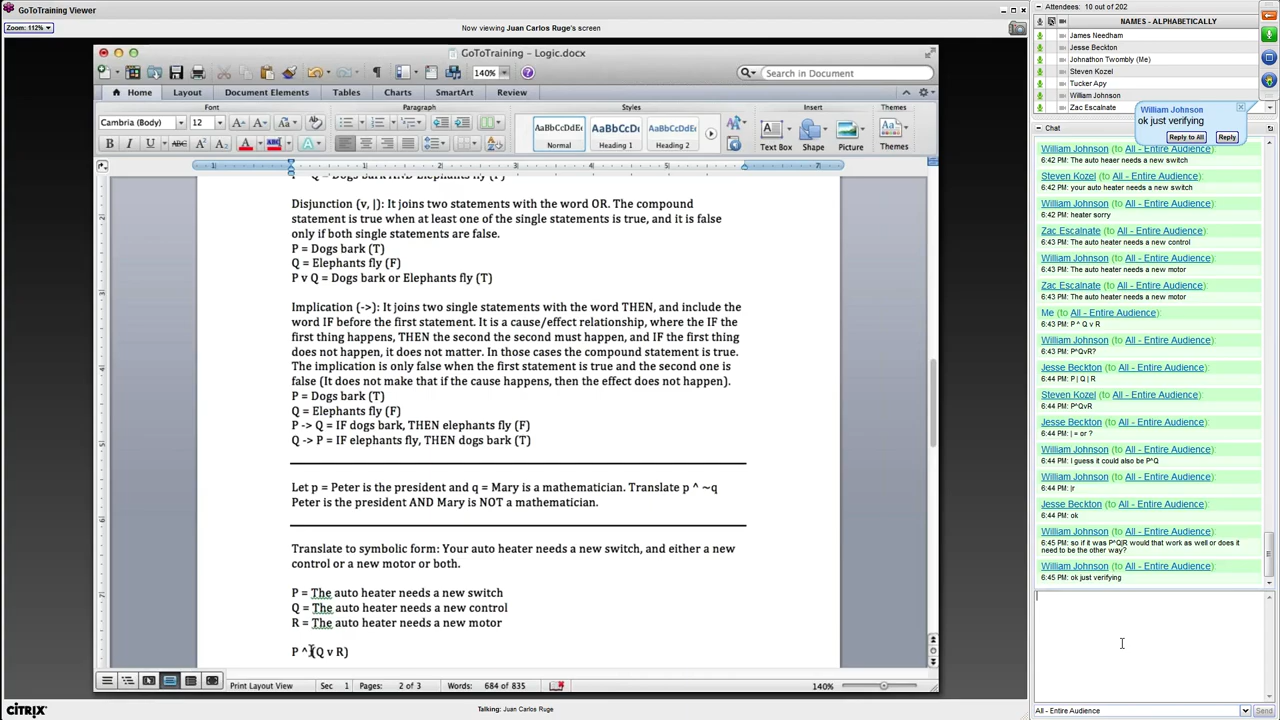 GoToTraining Viewer
Zoom: 112%
Now viewing Juan Carlos Ruge's screen
GoToTraining - Logic.docx
140%
Search in Document
Home Layout Document Elements Tables Charts SmartArt Review
Font Paragraph Styles Insert Themes
Cambria (Body) 12
AaBbCcDdEe AaBbCcDd AaBbCcDdEe
Normal Heading 1 Heading 2 Text Box Shape Picture Themes
Disjunction (v, |): It joins two statements with the word OR. The compound
statement is true when at least one of the single statements is true, and it is false
only if both single statements are false.
P = Dogs bark (T)
Q = Elephants fly (F)
P v Q = Dogs bark or Elephants fly (T)
Implication (->): It joins two single statements with the word THEN, and include the
word IF before the first statement. It is a cause/effect relationship, where the IF the
first thing happens, THEN the second the second must happen, and IF the first thing
does not happen, it does not matter. In those cases the compound statement is true.
The implication is only false when the first statement is true and the second one is
false (It does not make that if the cause happens, then the effect does not happen).
P = Dogs bark (T)
Q = Elephants fly (F)
P -> Q = IF dogs bark, THEN elephants fly (F)
Q -> P = IF elephants fly, THEN dogs bark (T)
Let p = Peter is the president and q = Mary is a mathematician. Translate p ^ ~q
Peter is the president AND Mary is NOT a mathematician.
Translate to symbolic form: Your auto heater needs a new switch, and either a new
control or a new motor or both.
P = The auto heater needs a new switch
Q = The auto heater needs a new control
R = The auto heater needs a new motor
P ^ (Q v R)
Print Layout View Sec 1 Pages: 2 of 3 Words: 684 of 835 140%
CITRIX
Talking: Juan Carlos Ruge
Attendees: 10 out of 202
NAMES - ALPHABETICALLY
James Needham
Jesse Beckton
Johnathon Twombly (Me)
Steven Kozel
Tucker Apy
William Johnson
Zac Escalnate
William Johnson
ok just verifying
Reply to All Reply
Chat
William Johnson (to All - Entire Audience):
6:42 PM: The auto heaer needs a new switch
Steven Kozel (to All - Entire Audience):
6:42 PM: your auto heater needs a new switch
William Johnson (to All - Entire Audience):
6:42 PM: heater sorry
Zac Escalnate (to All - Entire Audience):
6:43 PM: The auto heater needs a new control
William Johnson (to All - Entire Audience):
6:43 PM: The auto heater needs a new motor
Zac Escalnate (to All - Entire Audience):
6:43 PM: The auto heater needs a new motor
Me (to All - Entire Audience):
6:43 PM: P ^ Q v R
William Johnson (to All - Entire Audience):
6:43 PM: P^QvR?
Jesse Beckton (to All - Entire Audience):
6:44 PM: P | Q | R
Steven Kozel (to All - Entire Audience):
6:44 PM: P^QvR
Jesse Beckton (to All - Entire Audience):
6:44 PM: | = or ?
William Johnson (to All - Entire Audience):
6:44 PM: I guess it could also be P^Q
William Johnson (to All - Entire Audience):
6:44 PM: |r
Jesse Beckton (to All - Entire Audience):
6:44 PM: ok
William Johnson (to All - Entire Audience):
6:45 PM: so if it was P^Q|R would that work as well or does it
need to be the other way?
William Johnson (to All - Entire Audience):
6:45 PM: ok just verifying
All - Entire Audience Send